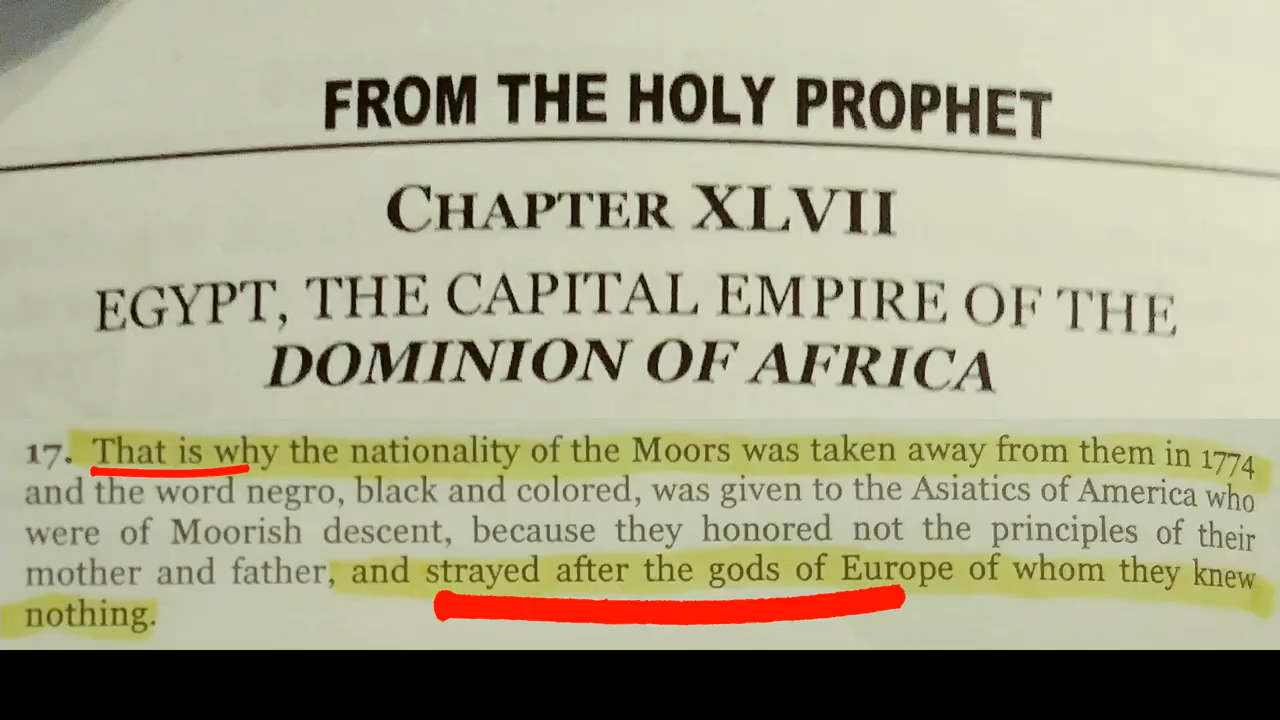 FROM THE HOLY PROPHET
CHAPTER XLVII
EGYPT, THE CAPITAL EMPIRE OF THE
DOMINION OF AFRICA
17. That is why the nationality of the Moors was taken away from them in 1774
and the word negro, black and colored, was given to the Asiatics of America who
were of Moorish descent, because they honored not the principles of their
mother and father, and strayed after the gods of Europe of whom they knew
nothing.